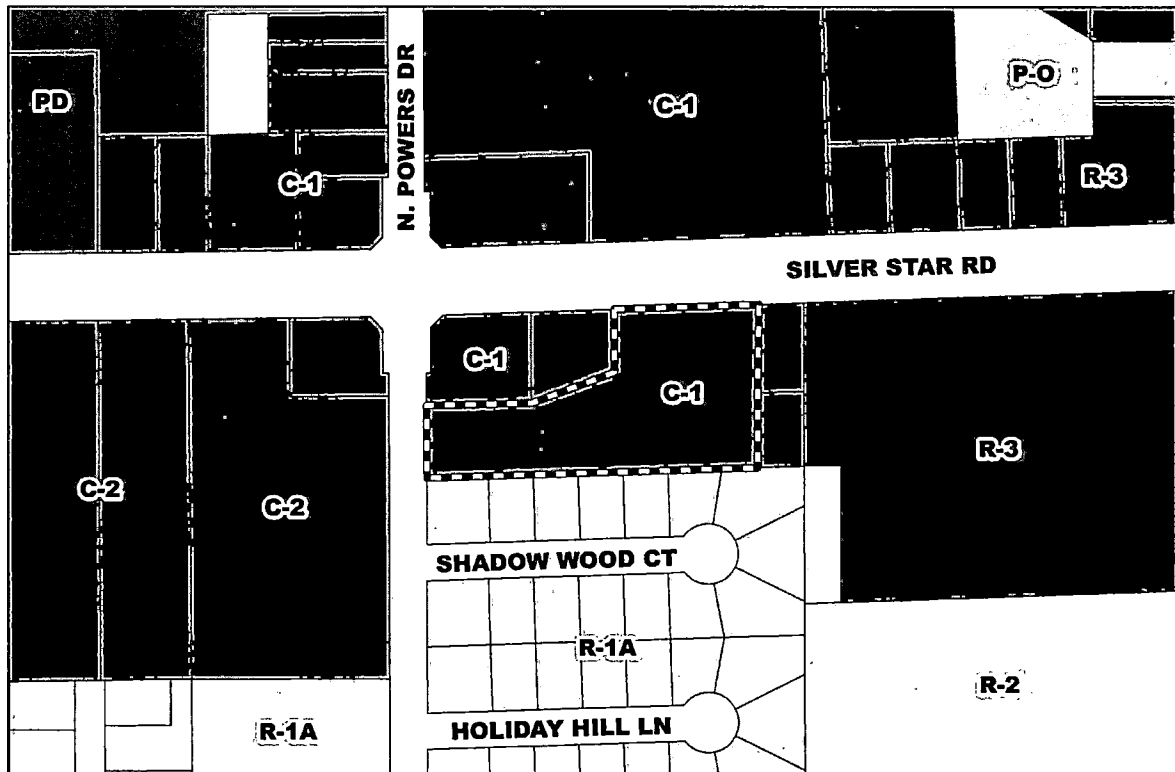 PD
N. POWERS DR
C-1
P-O
C-1
R-3
SILVER STAR RD
C-1
C-1
R-3
C-2
C-2
SHADOW WOOD CT
R-1A
R-2
R-1A
HOLIDAY HILL LN